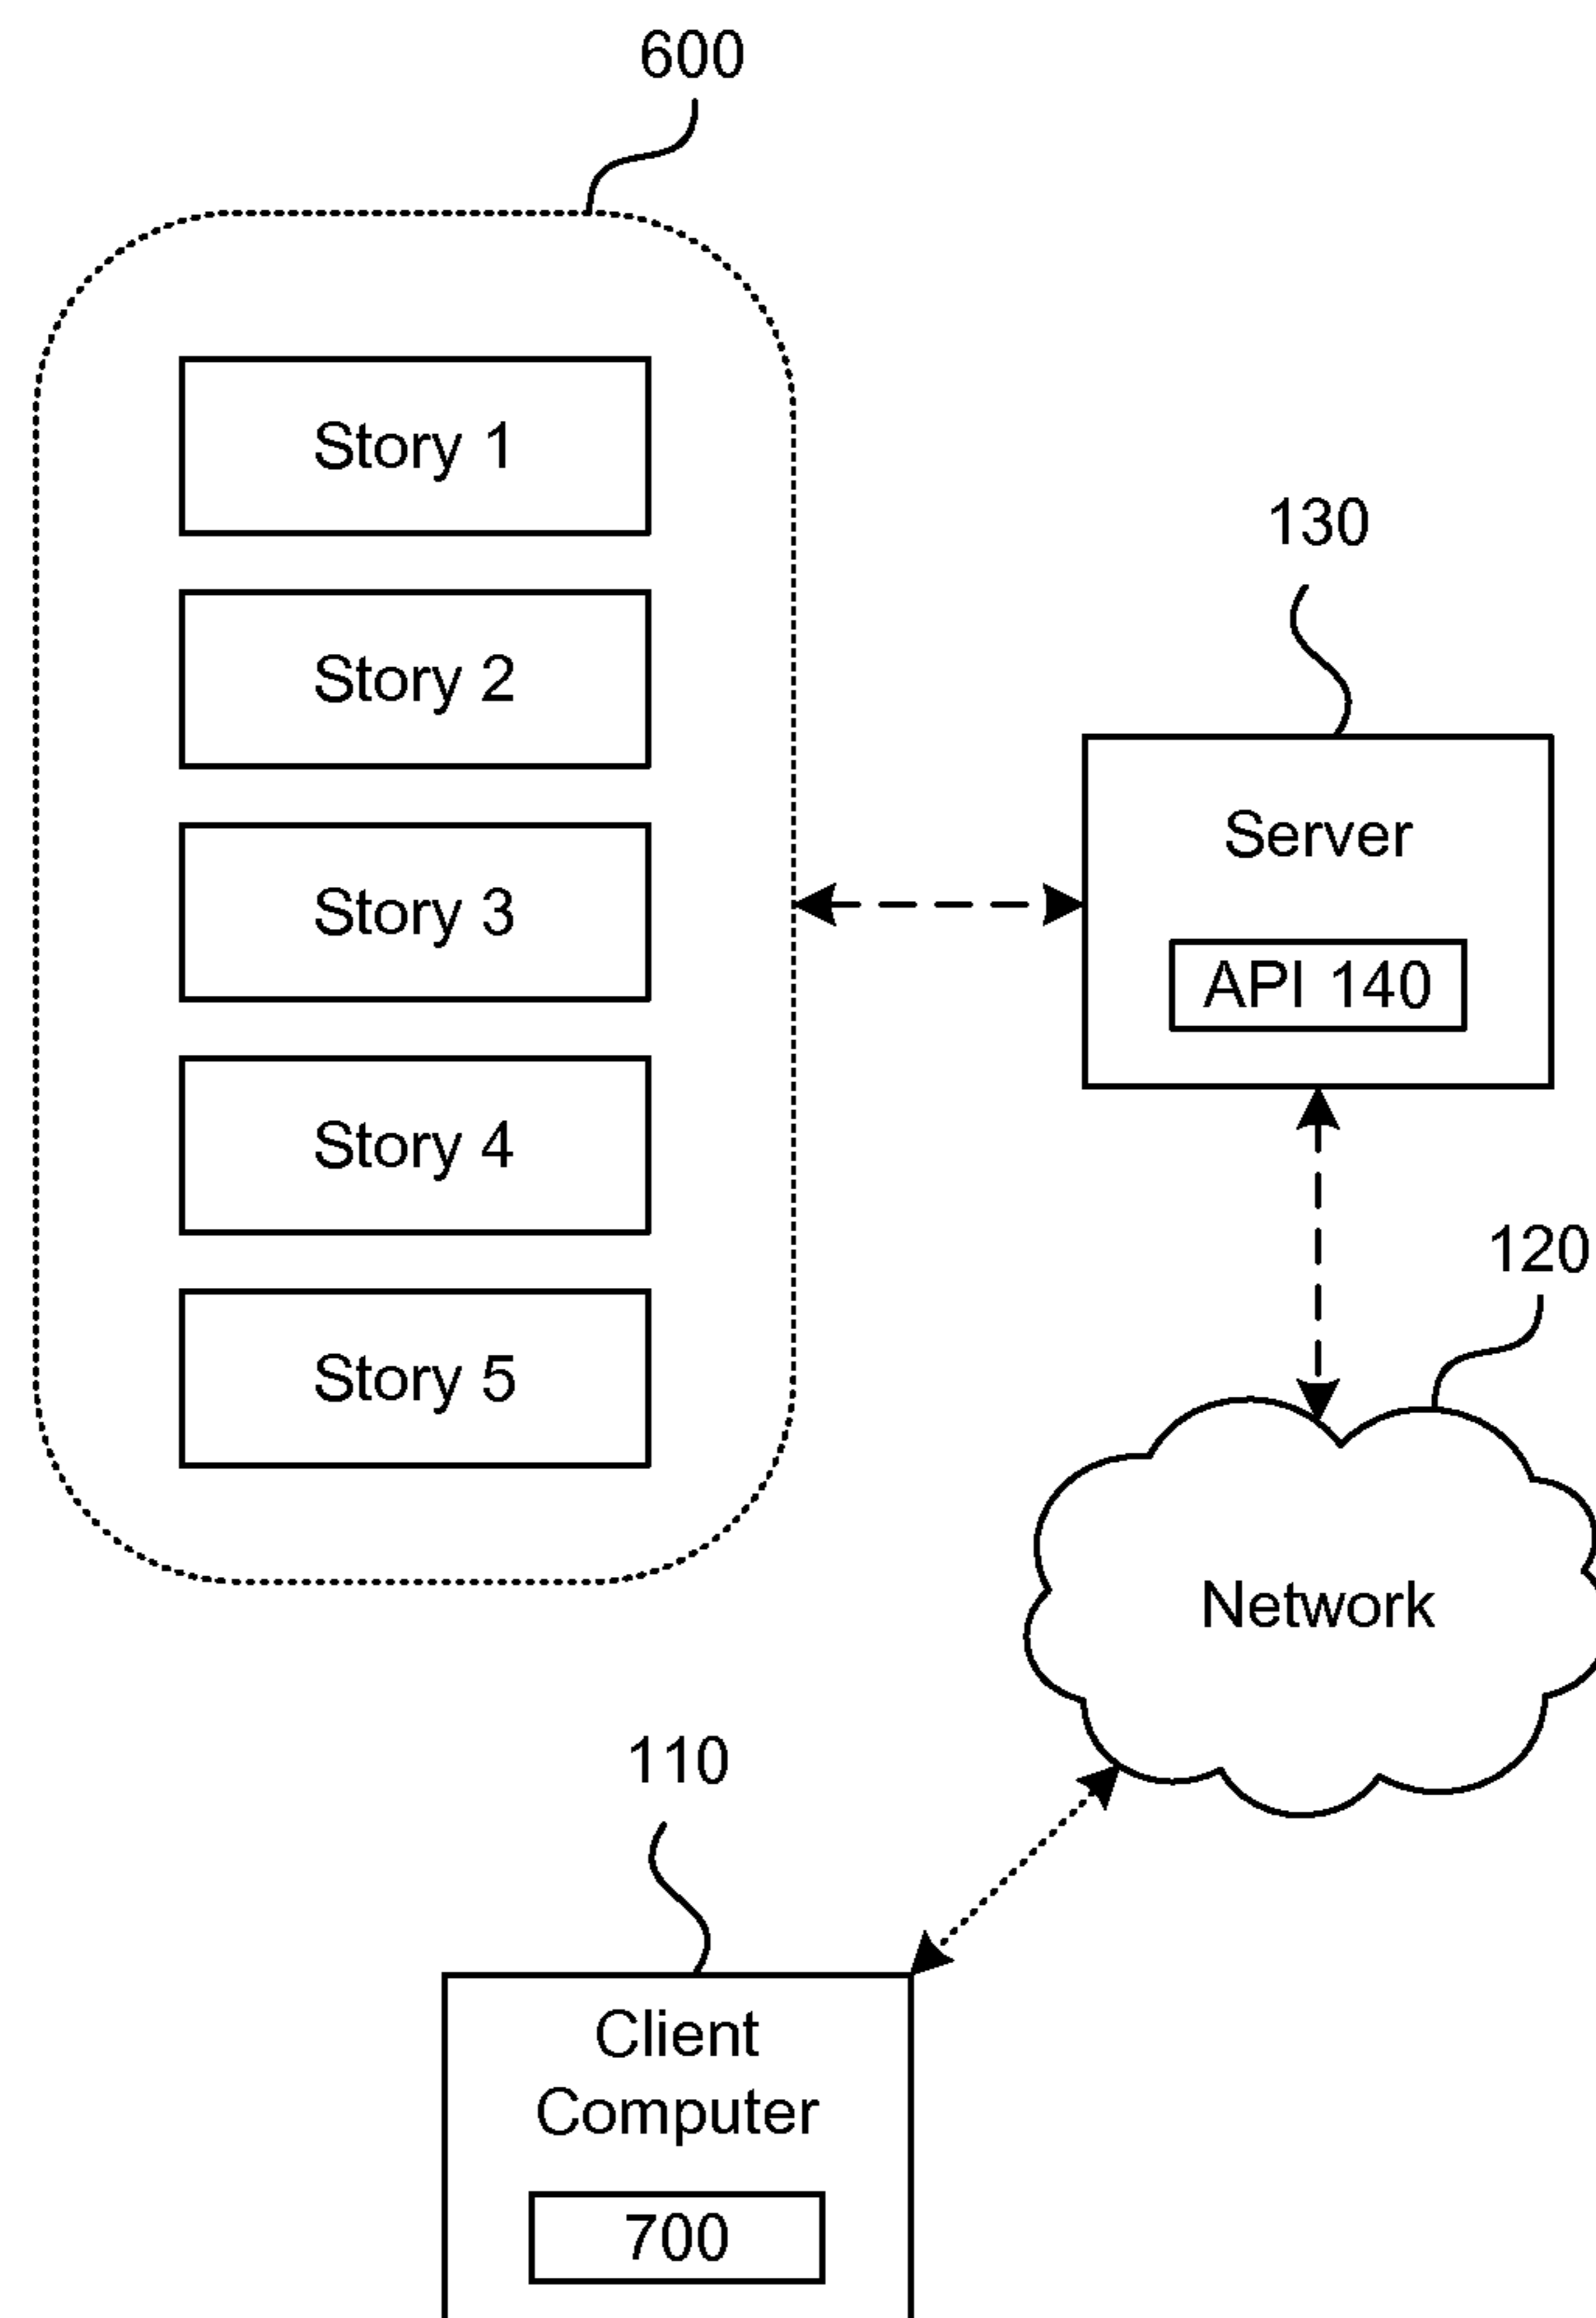 600
Story 1
Story 2
Story 3
Story 4
Story 5
130
Server
API 140
120
Network
110
Client
Computer
700